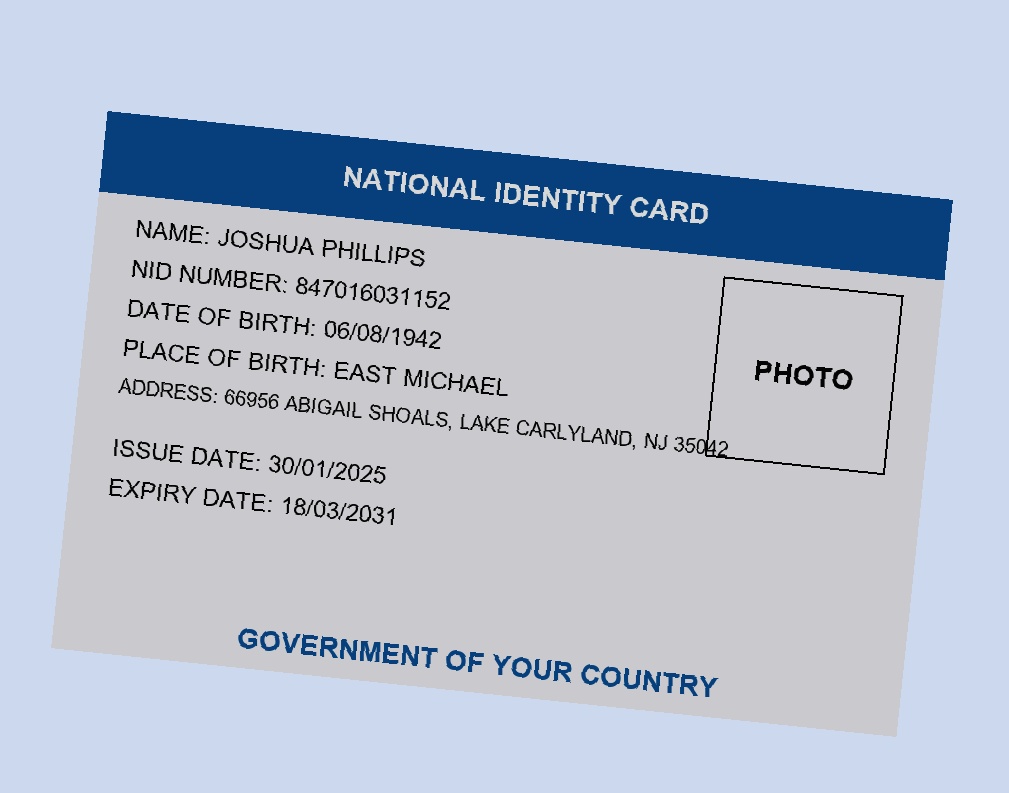 NATIONAL IDENTITY CARD
NAME: JOSHUA PHILLIPS
NID NUMBER: 847016031152
DATE OF BIRTH: 06/08/1942
PLACE OF BIRTH: EAST MICHAEL
ADDRESS: 66956 ABIGAIL SHOALS, LAKE CARLYLAND, NJ 35042
PHOTO
ISSUE DATE: 30/01/2025
EXPIRY DATE: 18/03/2031
GOVERNMENT OF YOUR COUNTRY